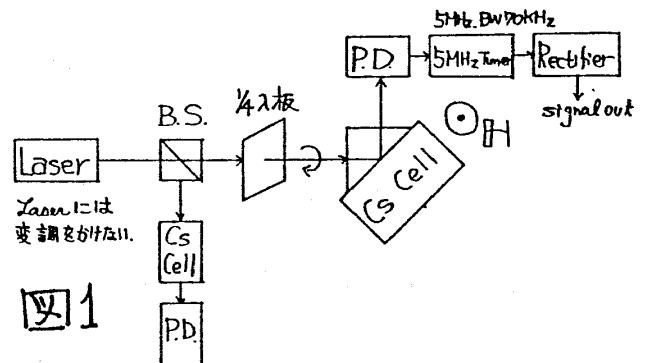 5MHz. BW70kHz
P.D.
5MHz Tuner
Rectifier
signal out
1/4λ板
B.S.
Laser
Cs Cell
H
Laserには
変調をかけない.
Cs
Cell
P.D.
図1